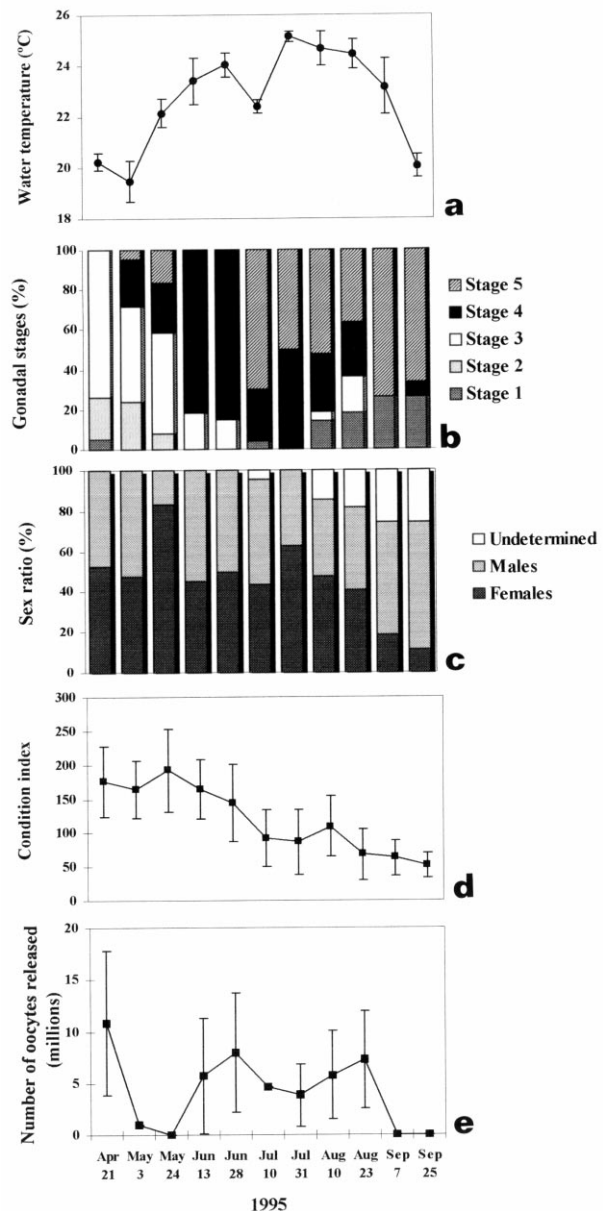 26
24
22
20
18
Water temperature (°C)
a
100
80
60
40
20
0
Gonadal stages (%)
Stage 5
Stage 4
Stage 3
Stage 2
Stage 1
b
100
80
60
40
20
0
Sex ratio (%)
Undetermined
Males
Females
c
300
250
200
150
100
50
0
Condition index
d
20
15
10
5
0
Number of oocytes released
(millions)
e
Apr May May Jun Jun Jul Jul Aug Aug Sep Sep
21 3 24 13 28 10 31 10 23 7 25
1995